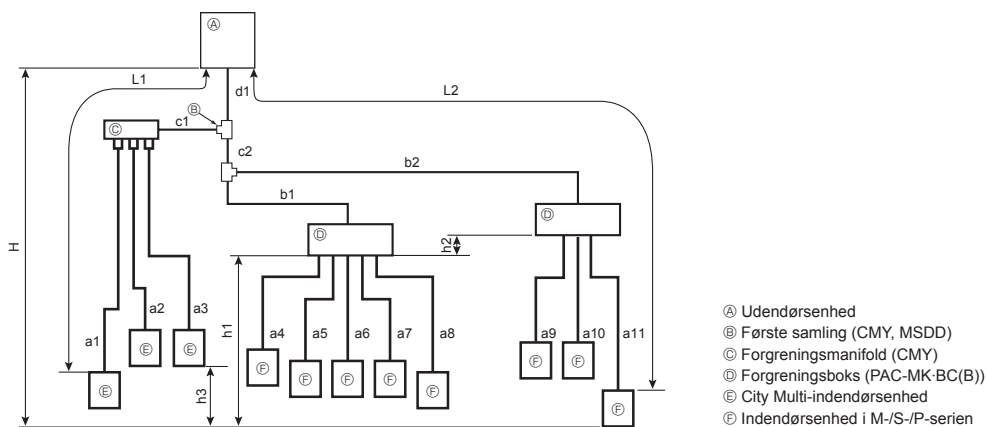 Ⓐ
L1
d1
L2
Ⓑ
Ⓒ
c1
c2
b2
b1
Ⓓ
Ⓓ
H
h2
h1
a1
a2
a3
a4
a5
a6
a7
a8
a9
a10
a11
Ⓔ
Ⓔ
Ⓔ
Ⓕ
Ⓕ
Ⓕ
Ⓕ
Ⓕ
Ⓕ
Ⓕ
Ⓕ
h3
Ⓐ Udendørsenhed
Ⓑ Første samling (CMY, MSDD)
Ⓒ Forgreningsmanifold (CMY)
Ⓓ Forgreningsboks (PAC-MK·BC(B))
Ⓔ City Multi-indendørsenhed
Ⓕ Indendørsenhed i M-/S-/P-serien